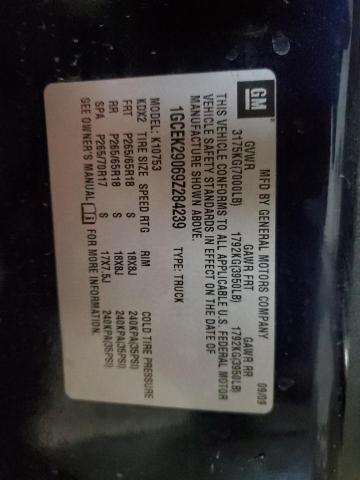 GM
MFD BY GENERAL MOTORS COMPANY 09/09
GVWR GAWR FRT GAWR RR
3175KG(7000LB) 1792KG(3950LB) 1792KG(3950LB)
THIS VEHICLE CONFORMS TO ALL APPLICABLE U.S. FEDERAL MOTOR
VEHICLE SAFETY STANDARDS IN EFFECT ON THE DATE OF
MANUFACTURE SHOWN ABOVE.
1GCEK29069Z284239 TYPE: TRUCK
MODEL: K10753
KDX2 TIRE SIZE SPEED RTG RIM COLD TIRE PRESSURE
FRT P265/65R18 S 18X8J 240KPA(35PSI)
RR P265/65R18 S 18X8J 240KPA(35PSI)
SPA P265/70R17 S 17X7.5J 240KPA(35PSI)
SEE OWNER'S MANUAL FOR MORE INFORMATION.